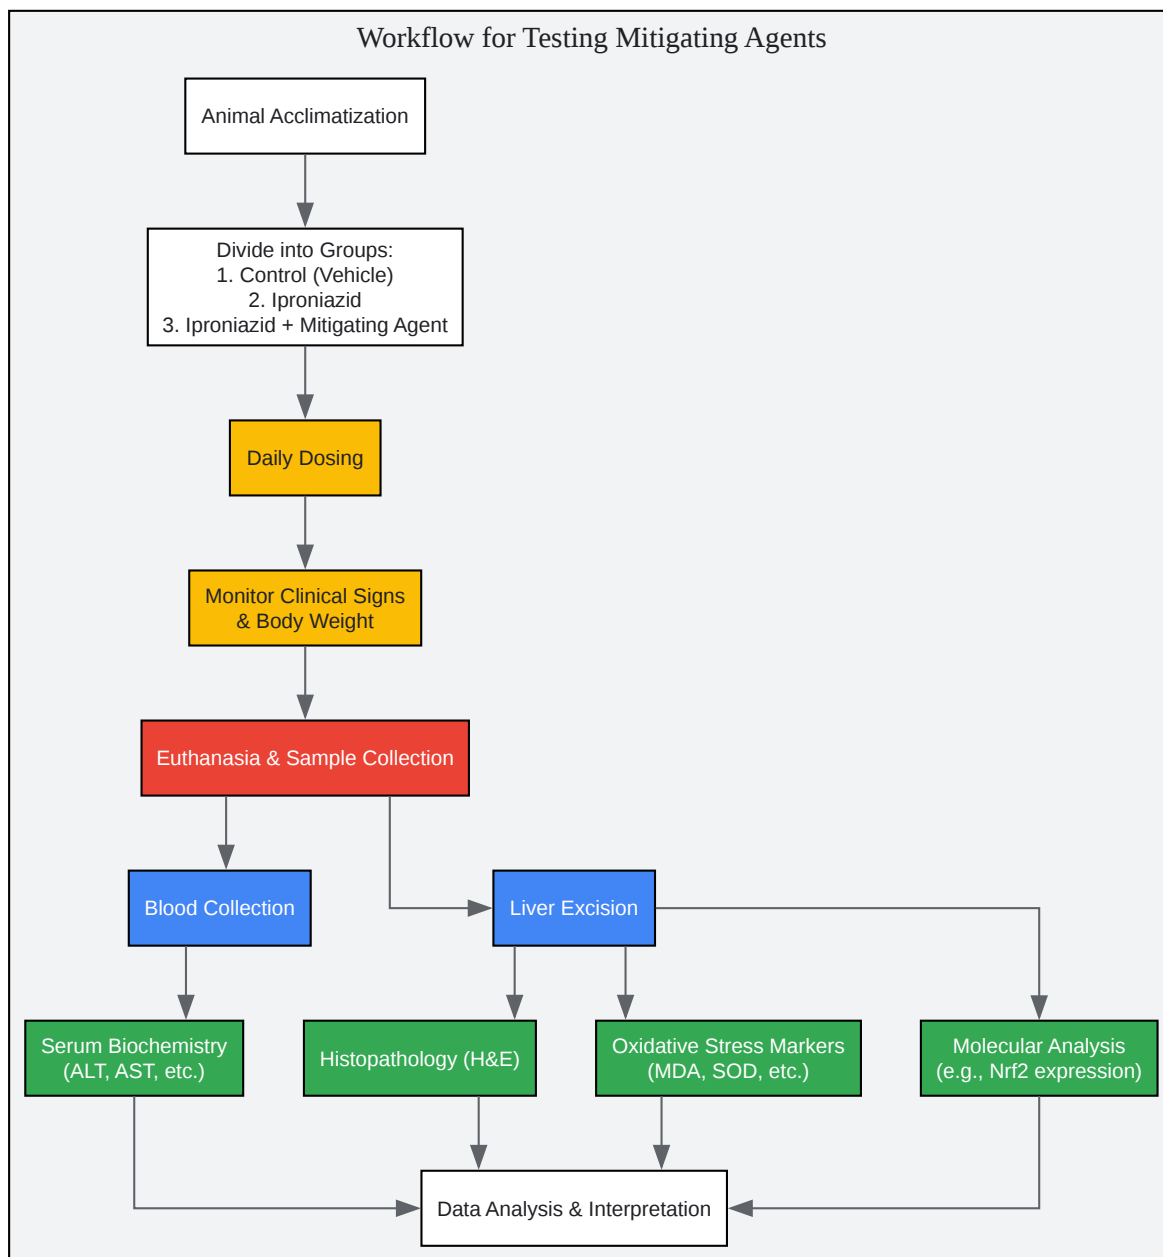 Workflow for Testing Mitigating Agents
Animal Acclimatization
Divide into Groups:
1. Control (Vehicle)
2. Iproniazid
3. Iproniazid + Mitigating Agent
Daily Dosing
Monitor Clinical Signs
& Body Weight
Euthanasia & Sample Collection
Blood Collection
Liver Excision
Serum Biochemistry
(ALT, AST, etc.)
Histopathology (H&E)
Oxidative Stress Markers
(MDA, SOD, etc.)
Molecular Analysis
(e.g., Nrf2 expression)
Data Analysis & Interpretation